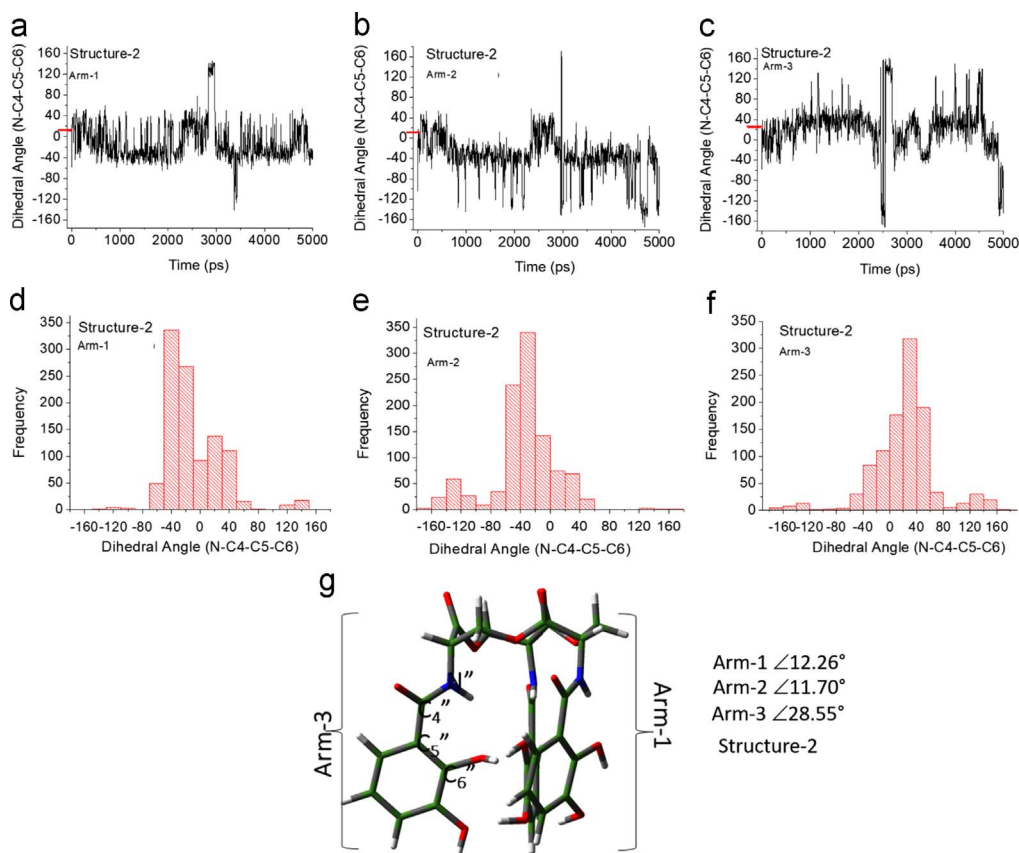 a
b
c
Structure-2
Arm-1
Dihedral Angle (N-C4-C5-C6)
160
120
80
40
0
-40
-80
-120
-160
0 1000 2000 3000 4000 5000
Time (ps)
Structure-2
Arm-2
Dihedral Angle (N-C4-C5-C6)
160
120
80
40
0
-40
-80
-120
-160
0 1000 2000 3000 4000 5000
Time (ps)
Structure-2
Arm-3
Dihedral Angle (N-C4-C5-C6)
160
120
80
40
0
-40
-80
-120
-160
0 1000 2000 3000 4000 5000
Time (ps)
d
e
f
Structure-2
Arm-1
Frequency
350
300
250
200
150
100
50
0
-160 -120 -80 -40 0 40 80 120 160
Dihedral Angle (N-C4-C5-C6)
Structure-2
Arm-2
Frequency
350
300
250
200
150
100
50
0
-160 -120 -80 -40 0 40 80 120 160
Dihedral Angle (N-C4-C5-C6)
Structure-2
Arm-3
Frequency
350
300
250
200
150
100
50
0
-160 -120 -80 -40 0 40 80 120 160
Dihedral Angle (N-C4-C5-C6)
g
Arm-3
N”
C4”
C5”
C6”
Arm-1
Arm-1 ∠12.26°
Arm-2 ∠11.70°
Arm-3 ∠28.55°
Structure-2